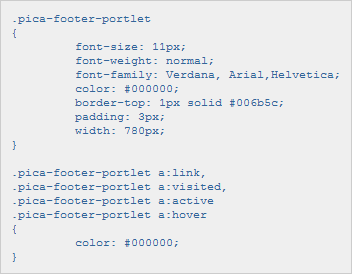 .pica-footer-portlet
{
font-size: 11px;
font-weight: normal;
font-family: Verdana, Arial,Helvetica;
color: #000000;
border-top: 1px solid #006b5c;
padding: 3px;
width: 780px;
}
.pica-footer-portlet a:link,
.pica-footer-portlet a:visited,
.pica-footer-portlet a:active
.pica-footer-portlet a:hover
{
color: #000000;
}